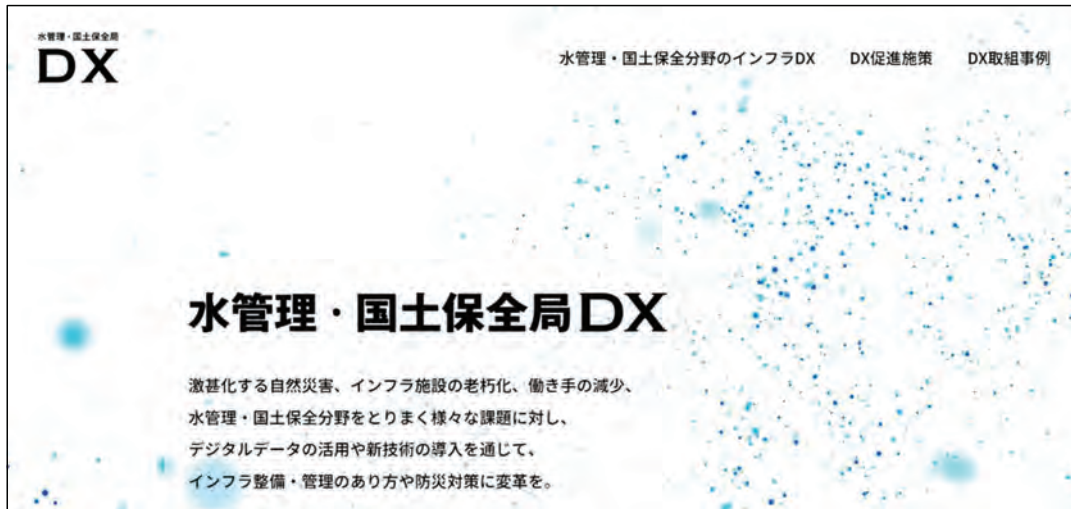 水管理・国土保全局
DX
水管理・国土保全分野のインフラDX DX促進施策 DX取組事例
水管理・国土保全局DX
激甚化する自然災害、インフラ施設の老朽化、働き手の減少、
水管理・国土保全分野をとりまく様々な課題に対し、
デジタルデータの活用や新技術の導入を通じて、
インフラ整備・管理のあり方や防災対策に変革を。